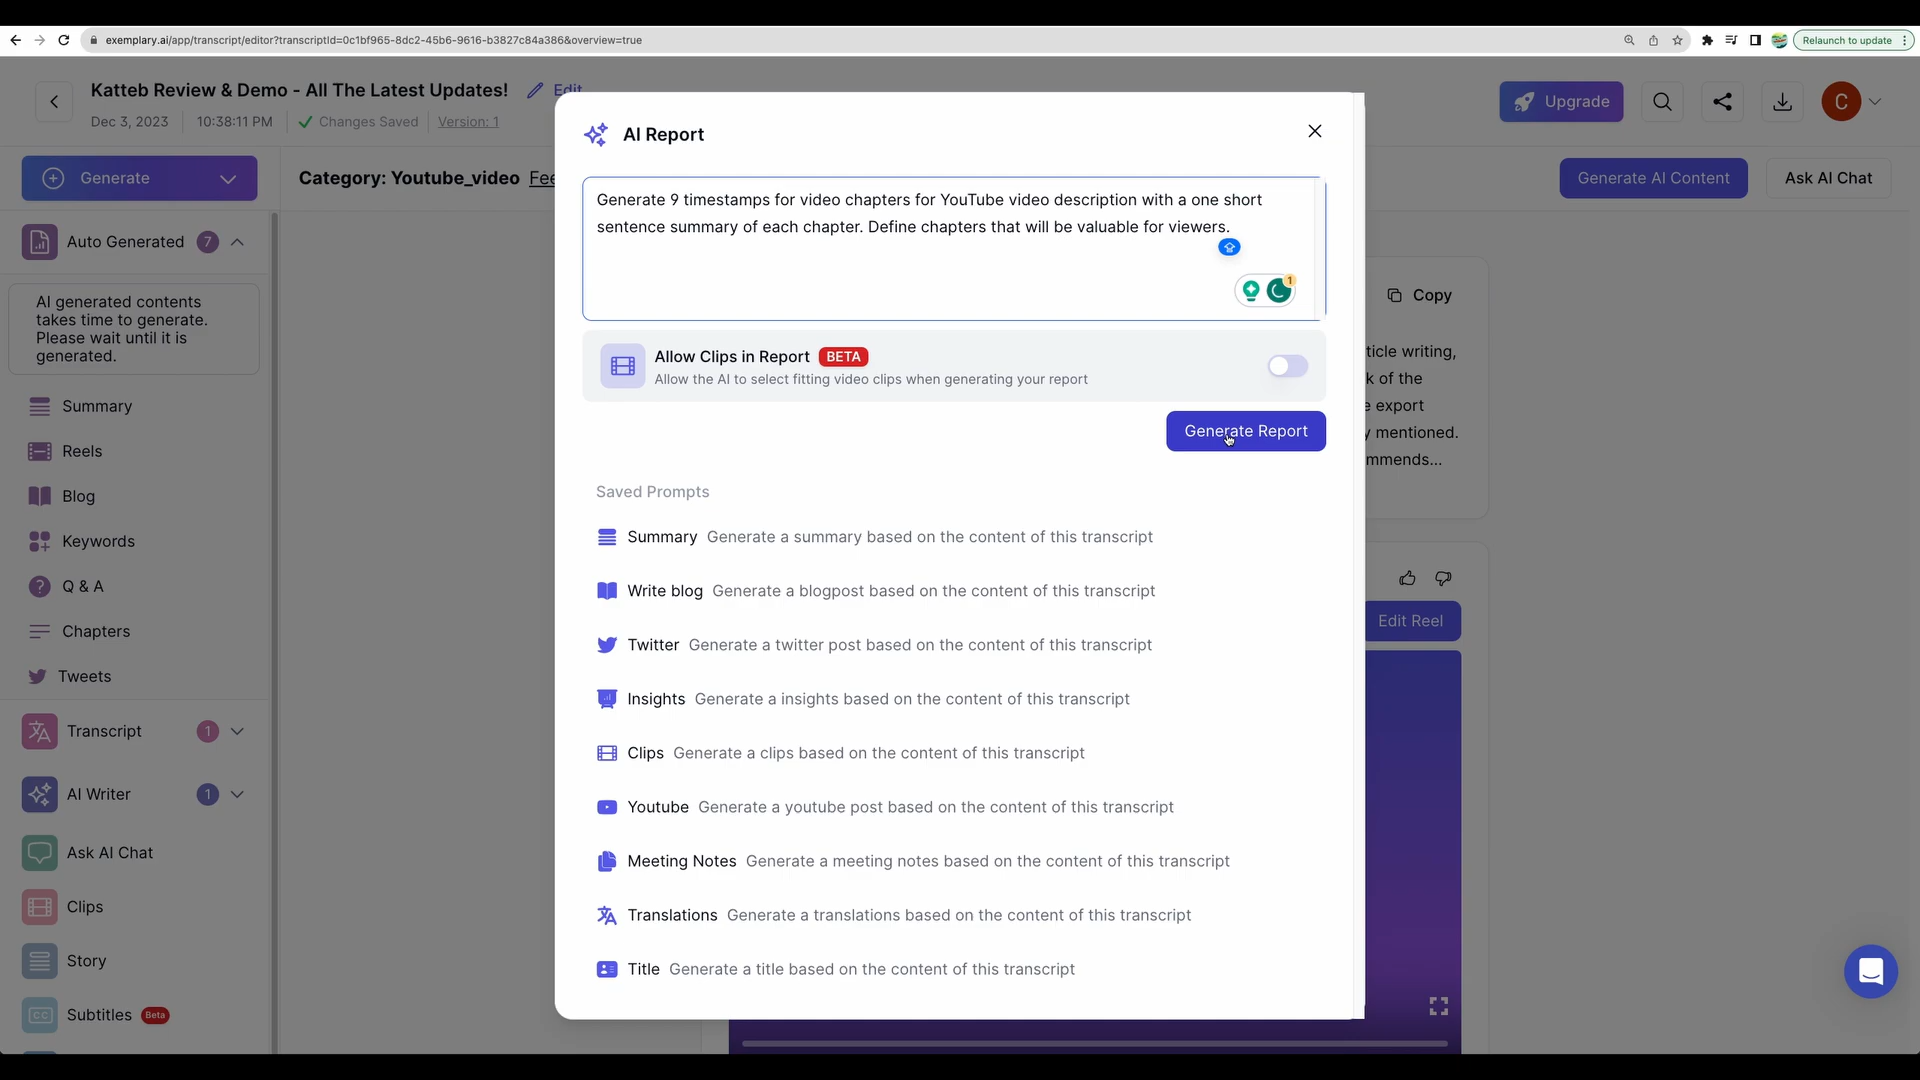 exemplary.ai/app/transcript/editor?transcriptId=0c1bf965-8dc2-45b6-9616-b3827c84a386&overview=true
Relaunch to update
Katteb Review & Demo - All The Latest Updates!
Edit
Dec 3, 2023
10:38:11 PM
Changes Saved
Version: 1
Upgrade
C
Generate
Category: Youtube_video
Generate AI Content
Ask AI Chat
Auto Generated 7
AI generated contents
takes time to generate.
Please wait until it is
generated.
Summary
Reels
Blog
Keywords
Q & A
Chapters
Tweets
Transcript 1
AI Writer 1
Ask AI Chat
Clips
Story
CC Subtitles Beta
AI Report
Generate 9 timestamps for video chapters for YouTube video description with a one short
sentence summary of each chapter. Define chapters that will be valuable for viewers.
1
Allow Clips in Report BETA
Allow the AI to select fitting video clips when generating your report
Generate Report
Saved Prompts
Summary Generate a summary based on the content of this transcript
Write blog Generate a blogpost based on the content of this transcript
Twitter Generate a twitter post based on the content of this transcript
Insights Generate a insights based on the content of this transcript
Clips Generate a clips based on the content of this transcript
Youtube Generate a youtube post based on the content of this transcript
Meeting Notes Generate a meeting notes based on the content of this transcript
Translations Generate a translations based on the content of this transcript
Title Generate a title based on the content of this transcript
Copy
writing,
of the
export
mentioned.
Edit Reel